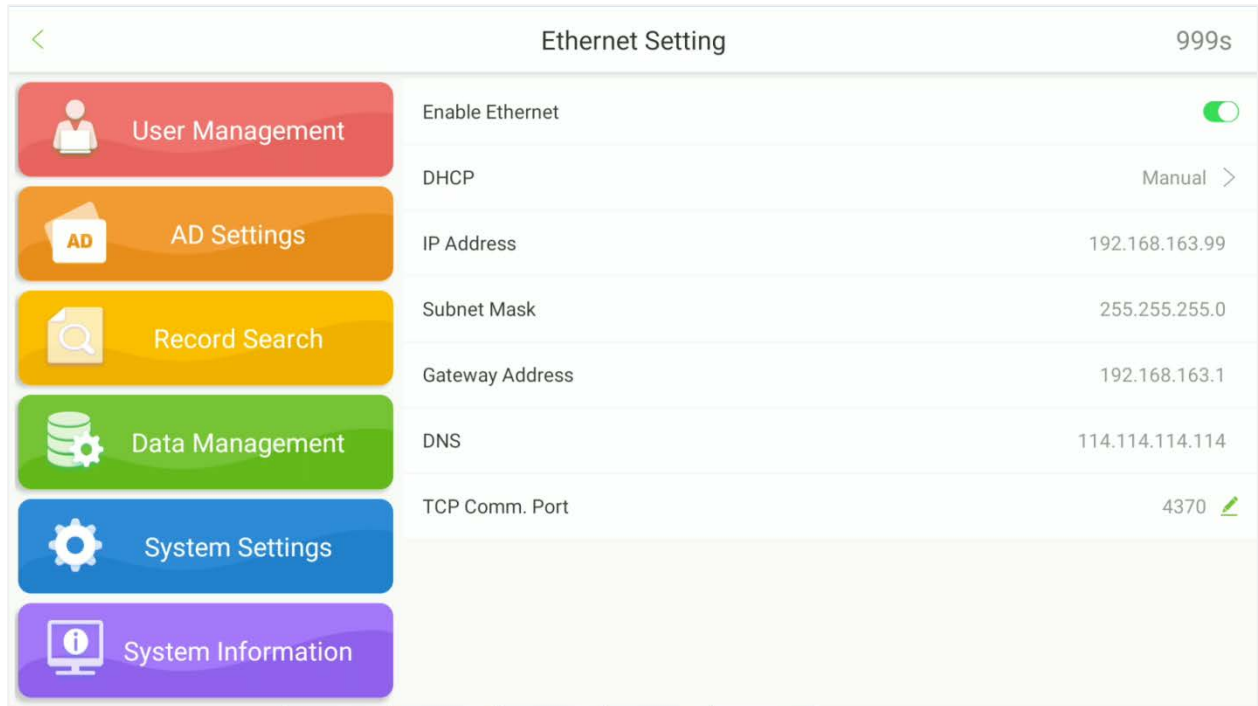 Ethernet Setting
999s
User Management
AD
AD Settings
Record Search
Data Management
System Settings
System Information
Enable Ethernet
DHCP Manual
IP Address 192.168.163.99
Subnet Mask 255.255.255.0
Gateway Address 192.168.163.1
DNS 114.114.114.114
TCP Comm. Port 4370